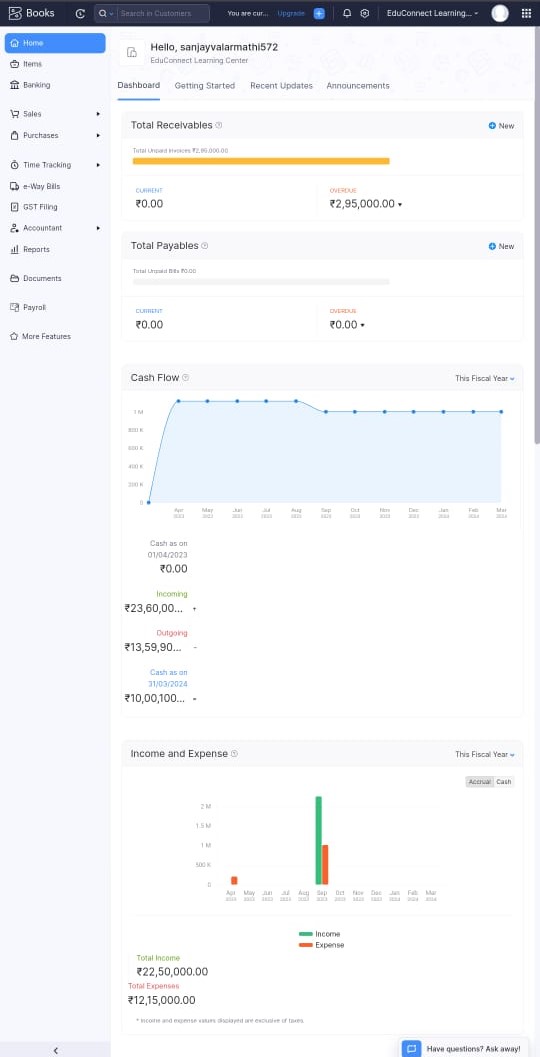 Books
Search in Customers
You are cur...
Upgrade
EduConnect Learning...
Home
Items
Banking
Sales
Purchases
Time Tracking
e-Way Bills
GST Filing
Accountant
Reports
Documents
Payroll
More Features
Hello, sanjayvalarmathi572
EduConnect Learning Center
Dashboard Getting Started Recent Updates Announcements
Total Receivables
New
Total Unpaid Invoices ₹2,95,000.00
CURRENT OVERDUE
₹0.00 ₹2,95,000.00
Total Payables
New
Total Unpaid Bills ₹0.00
CURRENT OVERDUE
₹0.00 ₹0.00
Cash Flow
This Fiscal Year
1 M
800 K
600 K
400 K
200 K
0
Apr May Jun Jul Aug Sep Oct Nov Dec Jan Feb Mar
2023 2023 2023 2023 2023 2023 2023 2023 2023 2024 2024 2024
Cash as on
01/04/2023
₹0.00
Incoming
₹23,60,00... +
Outgoing
₹13,59,90... -
Cash as on
31/03/2024
₹10,00,100... =
Income and Expense
This Fiscal Year
Accrual Cash
2 M
1.5 M
1 M
500 K
0
Apr May Jun Jul Aug Sep Oct Nov Dec Jan Feb Mar
2023 2023 2023 2023 2023 2023 2023 2023 2023 2024 2024 2024
Income
Expense
Total Income
₹22,50,000.00
Total Expenses
₹12,15,000.00
* Income and expense values displayed are exclusive of taxes.
Have questions? Ask away!